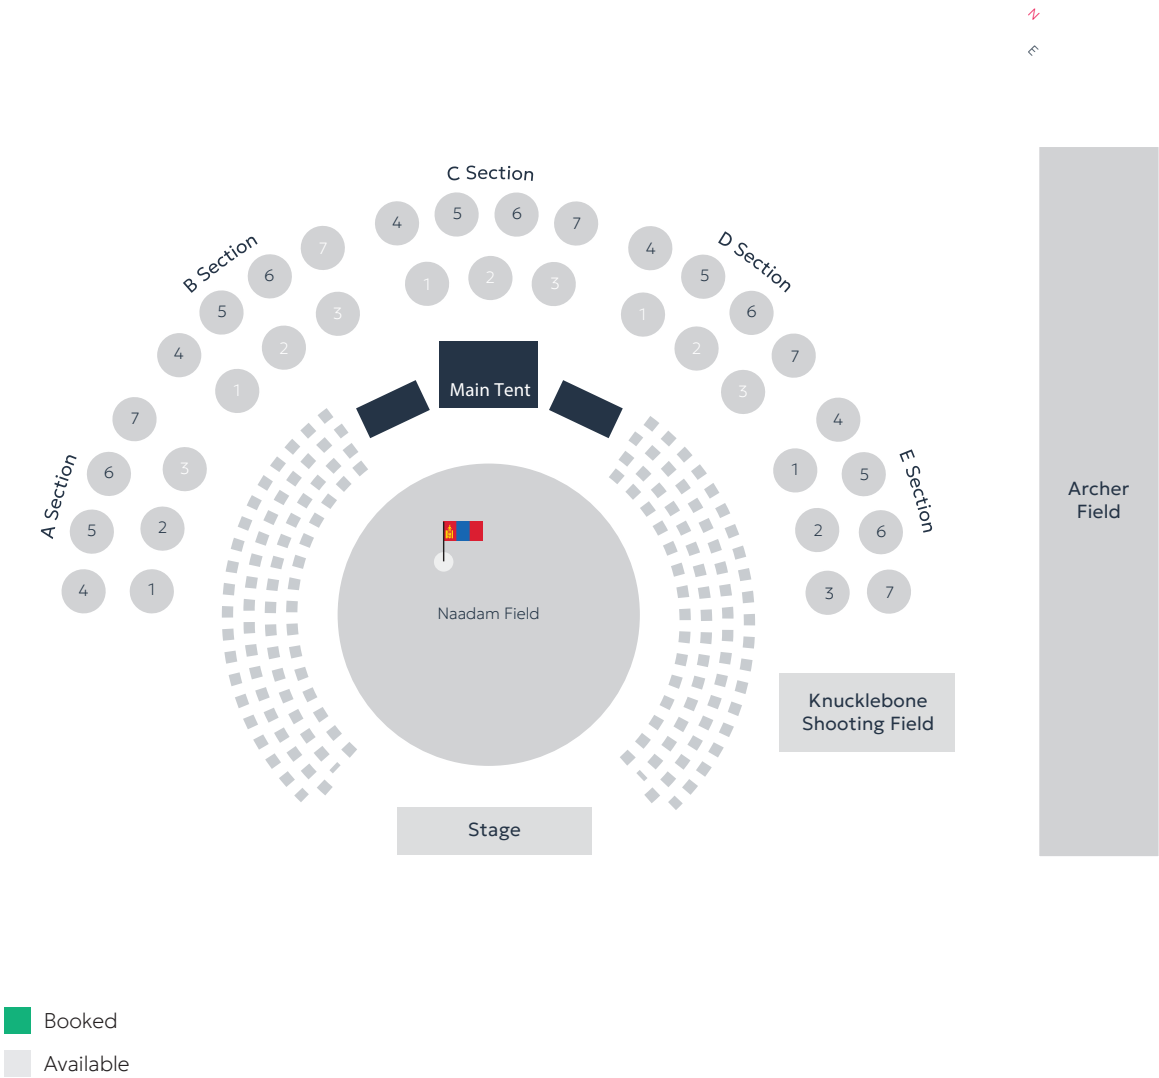 N
E
C Section
4
5
6
7
1
2
3
B Section
4
5
6
7
1
2
3
D Section
4
5
6
7
1
2
3
A Section
7
6
5
4
3
2
1
E Section
4
5
6
7
1
2
3
Main Tent
Naadam Field
Archer
Field
Knucklebone
Shooting Field
Stage
Booked
Available